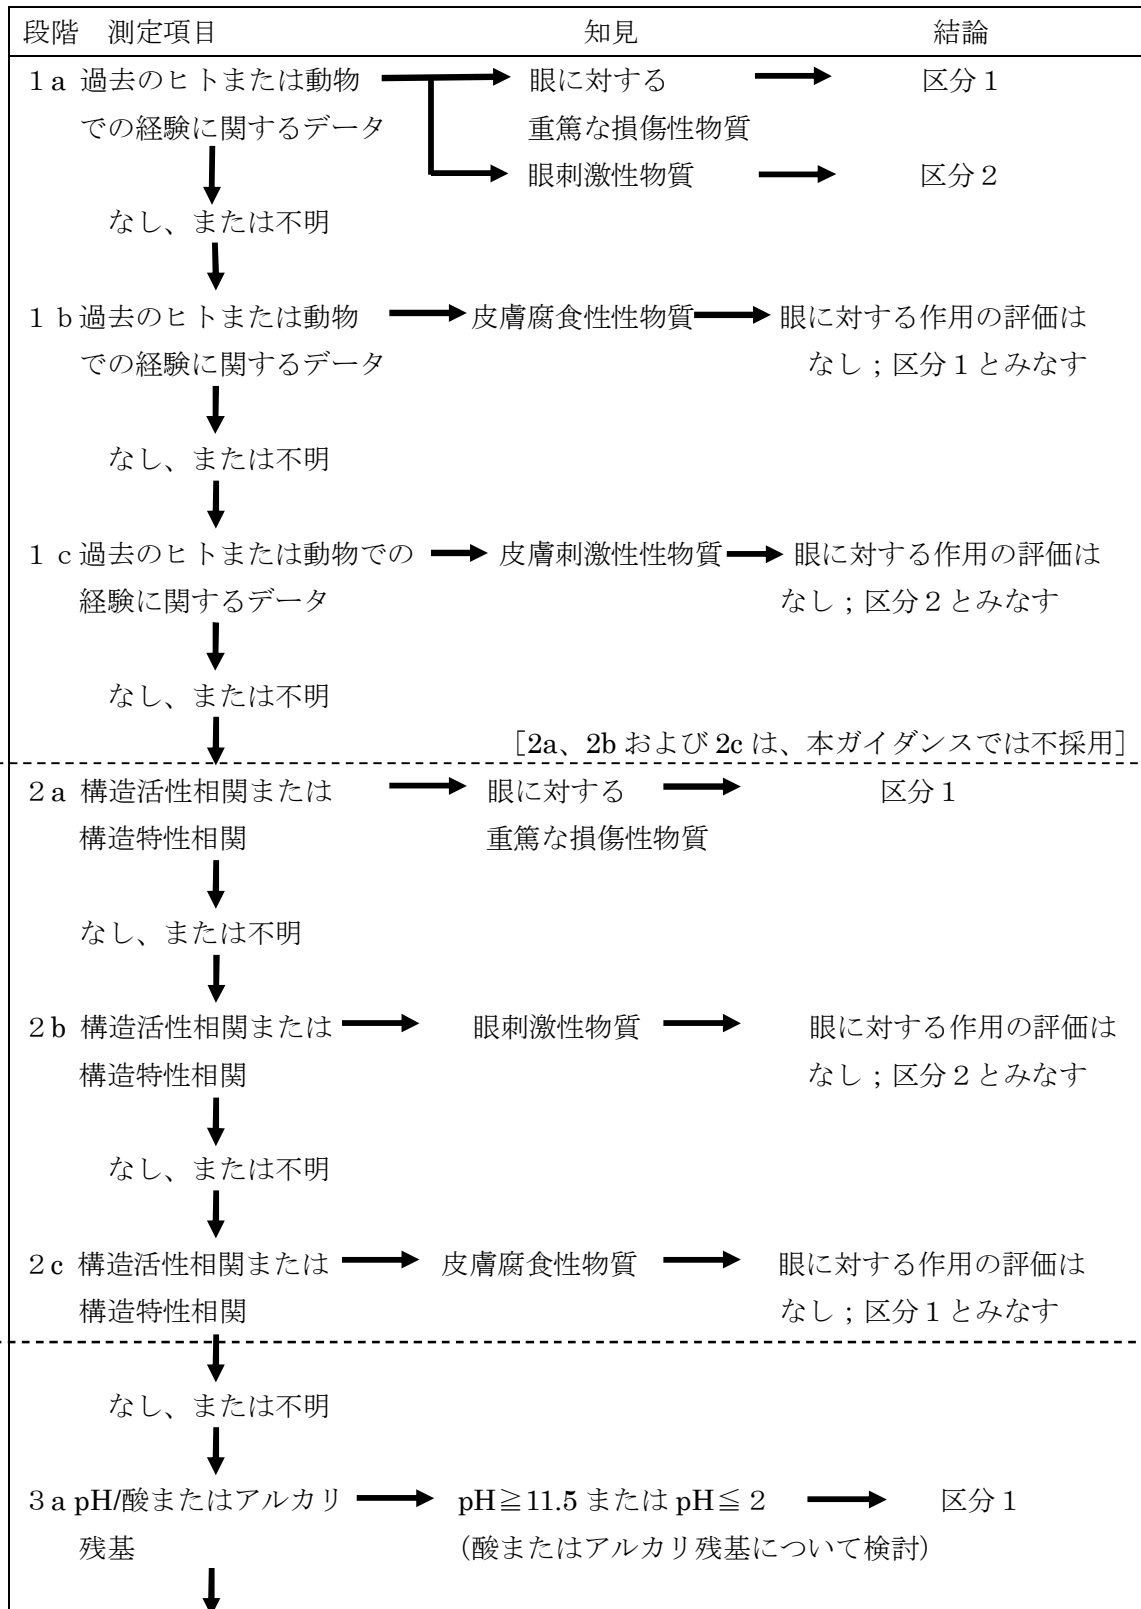 段階 測定項目 知見 結論
1a 過去のヒトまたは動物 眼に対する 区分1
での経験に関するデータ 重篤な損傷性物質
眼刺激性物質 区分2
なし、または不明
1b過去のヒトまたは動物 皮膚腐食性性物質 眼に対する作用の評価は
での経験に関するデータ なし;区分1とみなす
なし、または不明
1c過去のヒトまたは動物での 皮膚刺激性性物質 眼に対する作用の評価は
経験に関するデータ なし;区分2とみなす
なし、または不明
[2a、2b および 2c は、本ガイダンスでは不採用]
2a 構造活性相関または 眼に対する 区分1
構造特性相関 重篤な損傷性物質
なし、または不明
2b 構造活性相関または 眼刺激性物質 眼に対する作用の評価は
構造特性相関 なし;区分2とみなす
なし、または不明
2c 構造活性相関または 皮膚腐食性物質 眼に対する作用の評価は
構造特性相関 なし;区分1とみなす
なし、または不明
3a pH/酸またはアルカリ pH≧11.5 または pH≦2 区分1
残基 (酸またはアルカリ残基について検討)